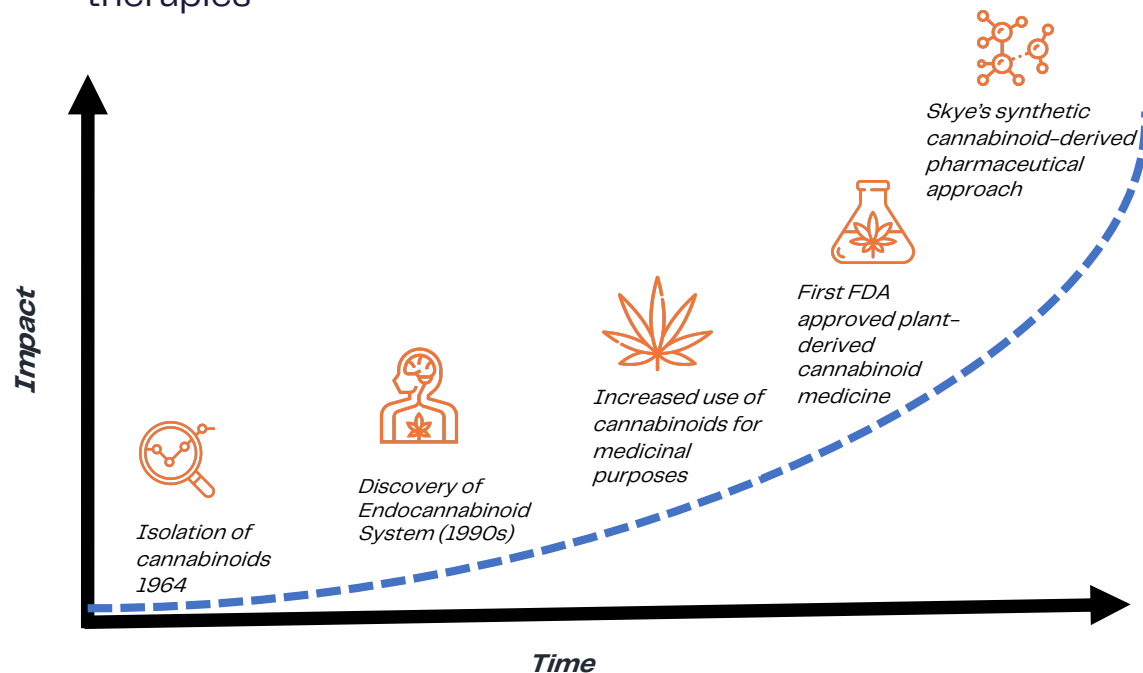 therapies
Skye's synthetic
cannabinoid-derived
pharmaceutical
approach
First FDA
approved plant-
derived
cannabinoid
medicine
Impact
Increased use of
cannabinoids for
medicinal
purposes
Discovery of
Endocannabinoid
System (1990s)
Isolation of
cannabinoids
1964
Time